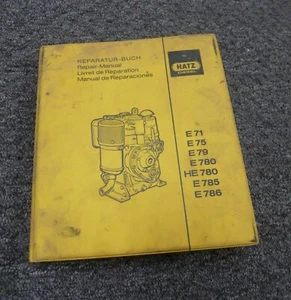 REPARATUR-BUCH
Repair-Manual
Livret de Réparation
Manual de Reparaciones
HATZ
DIESEL
E 71
E 75
E 79
E 780
HE 780
E 785
E 786